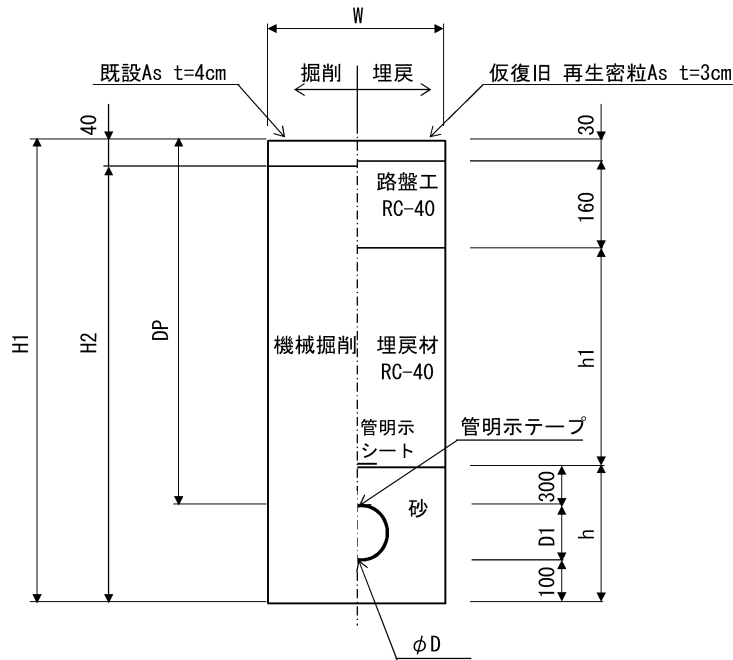 W
既設As t=4cm
掘削 埋戻
仮復旧 再生密粒As t=3cm
40
30
路盤工
RC-40
160
H1
H2
DP
機械掘削
埋戻材
RC-40
h1
管明示
シート
管明示テープ
砂
300
D1
h
100
φD